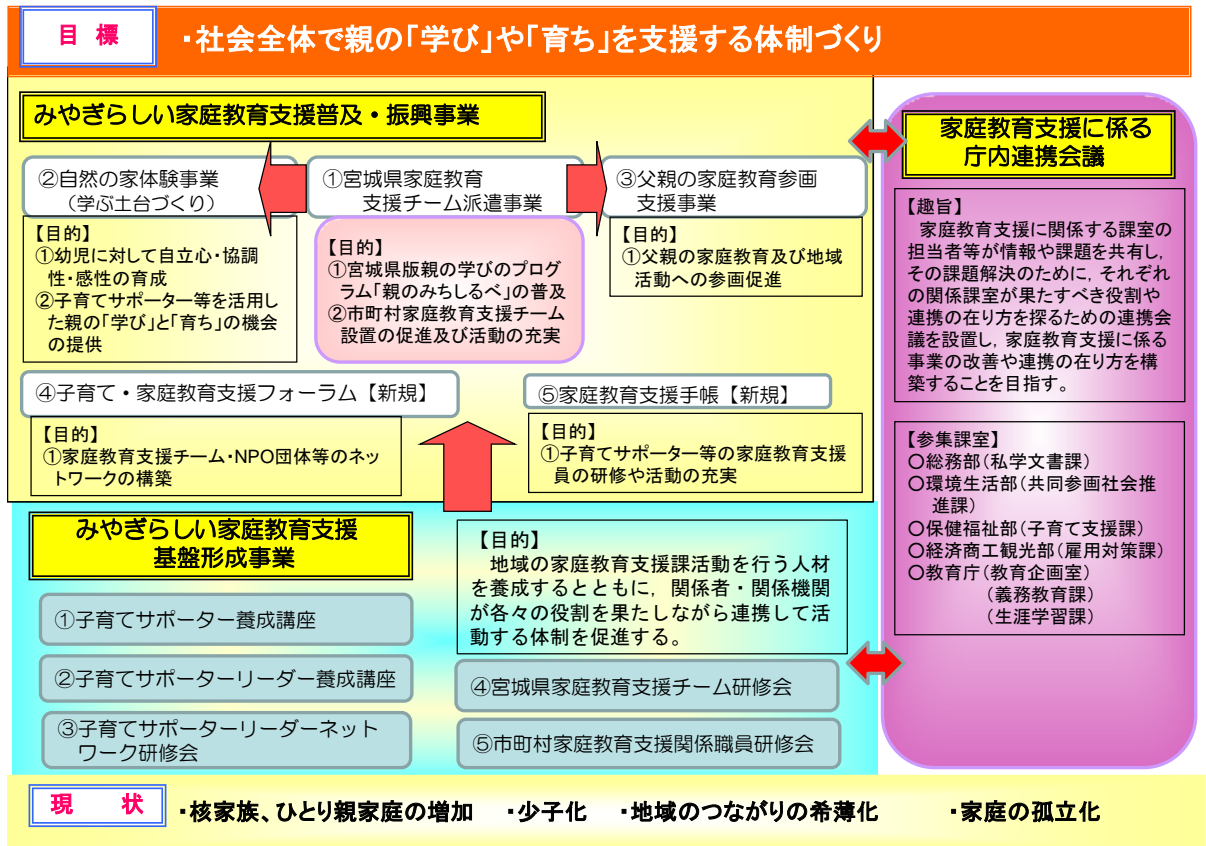 目 標
・社会全体で親の「学び」や「育ち」を支援する体制づくり
みやぎらしい家庭教育支援普及・振興事業
②自然の家体験事業
（学ぶ土台づくり）
【目的】
①幼児に対して自立心・協調
性・感性の育成
②子育てサポーター等を活用し
た親の「学び」と「育ち」の機会
の提供
①宮城県家庭教育
支援チーム派遣事業
【目的】
①宮城県版親の学びのプログ
ラム「親のみちしるべ」の普及
②市町村家庭教育支援チーム
設置の促進及び活動の充実
③父親の家庭教育参画
支援事業
【目的】
①父親の家庭教育及び地域
活動への参画促進
④子育て・家庭教育支援フォーラム【新規】
【目的】
①家庭教育支援チーム・NPO団体等のネッ
トワークの構築
⑤家庭教育支援手帳【新規】
【目的】
①子育てサポーター等の家庭教育支援
員の研修や活動の充実
みやぎらしい家庭教育支援
基盤形成事業
①子育てサポーター養成講座
②子育てサポーターリーダー養成講座
③子育てサポーターリーダーネット
ワーク研修会
【目的】
地域の家庭教育支援課活動を行う人材
を養成するとともに，関係者・関係機関
が各々の役割を果たしながら連携して活
動する体制を促進する。
④宮城県家庭教育支援チーム研修会
⑤市町村家庭教育支援関係職員研修会
家庭教育支援に係る
庁内連携会議
【趣旨】
家庭教育支援に関係する課室の
担当者等が情報や課題を共有し，
その課題解決のために，それぞれ
の関係課室が果たすべき役割や
連携の在り方を探るための連携会
議を設置し，家庭教育支援に係る
事業の改善や連携の在り方を構
築することを目指す。
【参集課室】
○総務部（私学文書課）
○環境生活部（共同参画社会推
進課）
○保健福祉部（子育て支援課）
○経済商工観光部（雇用対策課）
○教育庁（教育企画室）
（義務教育課）
（生涯学習課）
現 状
・核家族、ひとり親家庭の増加 ・少子化 ・地域のつながりの希薄化 ・家庭の孤立化